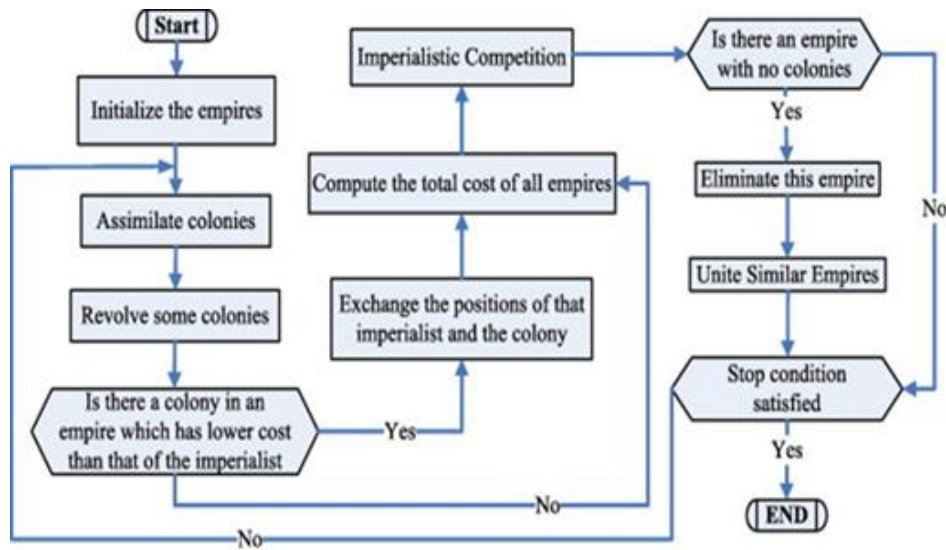 Start
Initialize the empires
Assimilate colonies
Revolve some colonies
Is there a colony in an
empire which has lower cost
than that of the imperialist
Yes
No
Exchange the positions of that
imperialist and the colony
Compute the total cost of all empires
Imperialistic Competition
Is there an empire
with no colonies
Yes
No
Eliminate this empire
Unite Similar Empires
Stop condition
satisfied
Yes
No
END